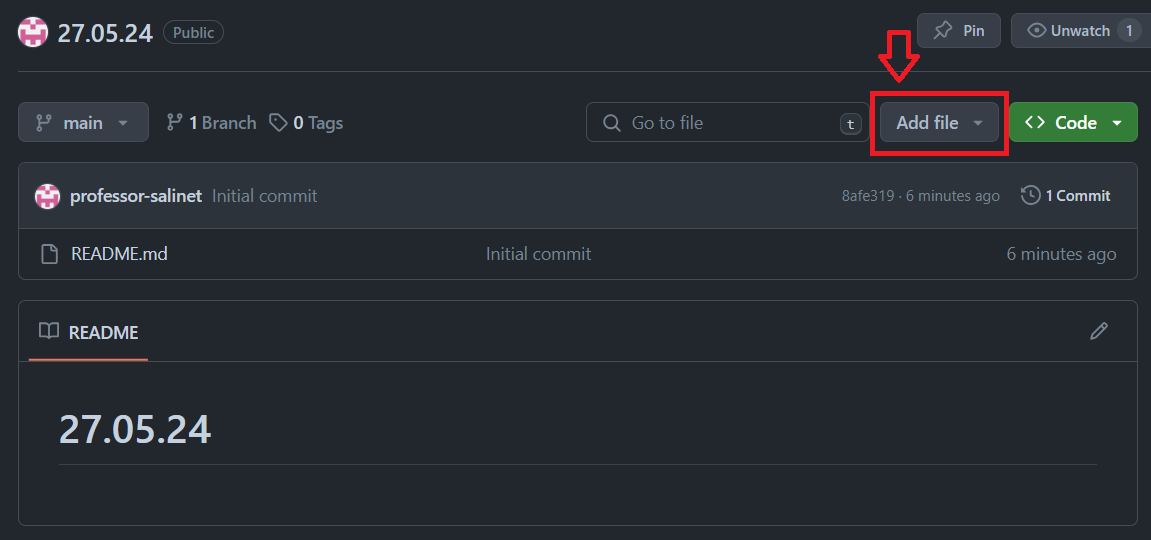 27.05.24 Public Pin Unwatch 1
main 1 Branch 0 Tags Go to file t Add file Code
professor-salinet Initial commit 8afe319 · 6 minutes ago 1 Commit
README.md Initial commit 6 minutes ago
README
27.05.24